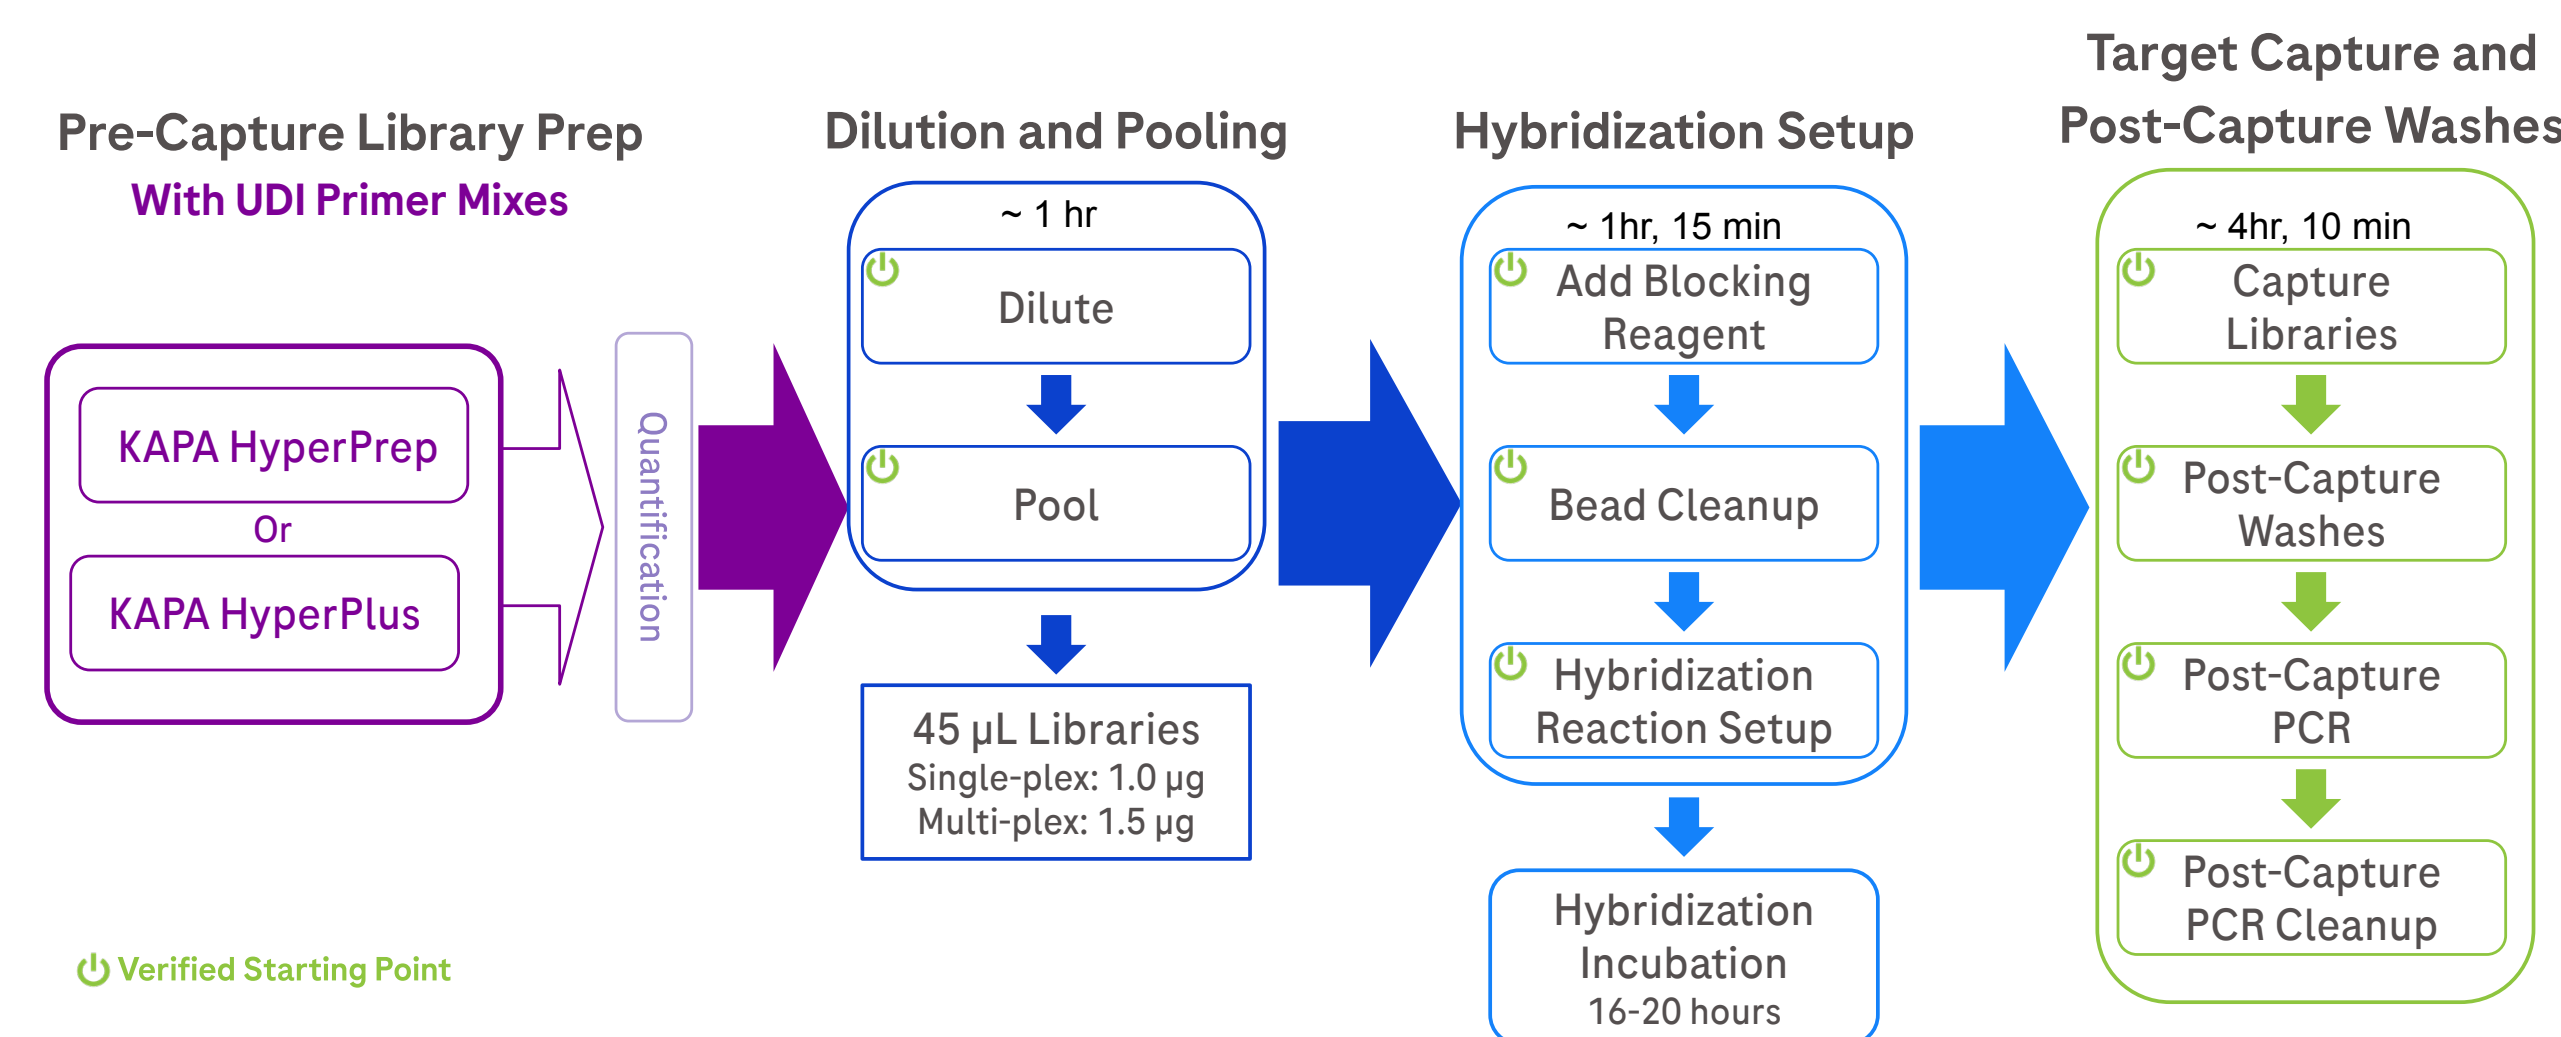 Pre-Capture Library Prep
With UDI Primer Mixes
KAPA HyperPrep
Or
KAPA HyperPlus
Quantification
Dilution and Pooling
~ 1 hr
Dilute
Pool
45 µL Libraries
Single-plex: 1.0 µg
Multi-plex: 1.5 µg
Hybridization Setup
~ 1hr, 15 min
Add Blocking
Reagent
Bead Cleanup
Hybridization
Reaction Setup
Hybridization
Incubation
16-20 hours
Target Capture and
Post-Capture Washes
~ 4hr, 10 min
Capture
Libraries
Post-Capture
Washes
Post-Capture
PCR
Post-Capture
PCR Cleanup
Verified Starting Point